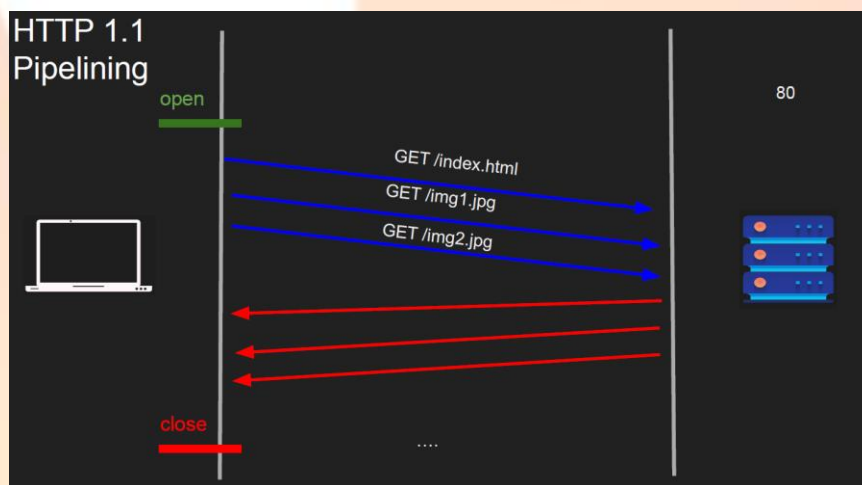 HTTP 1.1
Pipelining
open
80
GET /index.html
GET /img1.jpg
GET /img2.jpg
close
....